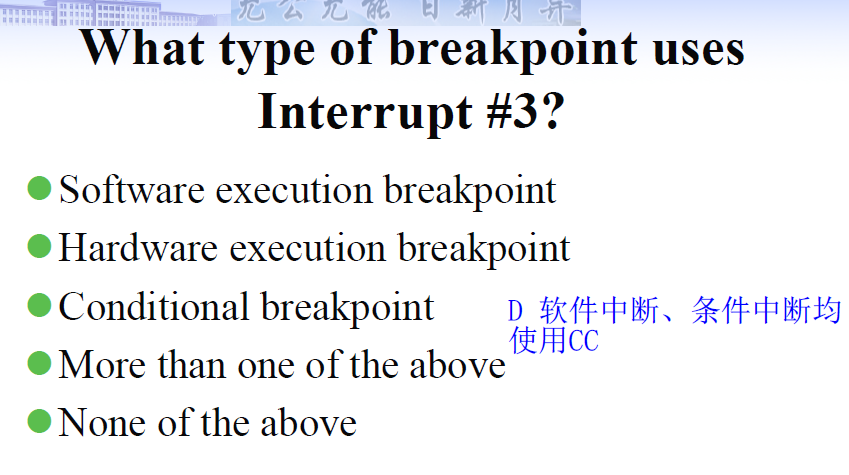 允公允能 日新月异
What type of breakpoint uses
Interrupt #3?
Software execution breakpoint
Hardware execution breakpoint
Conditional breakpoint
D 软件中断、条件中断均
使用CC
More than one of the above
None of the above